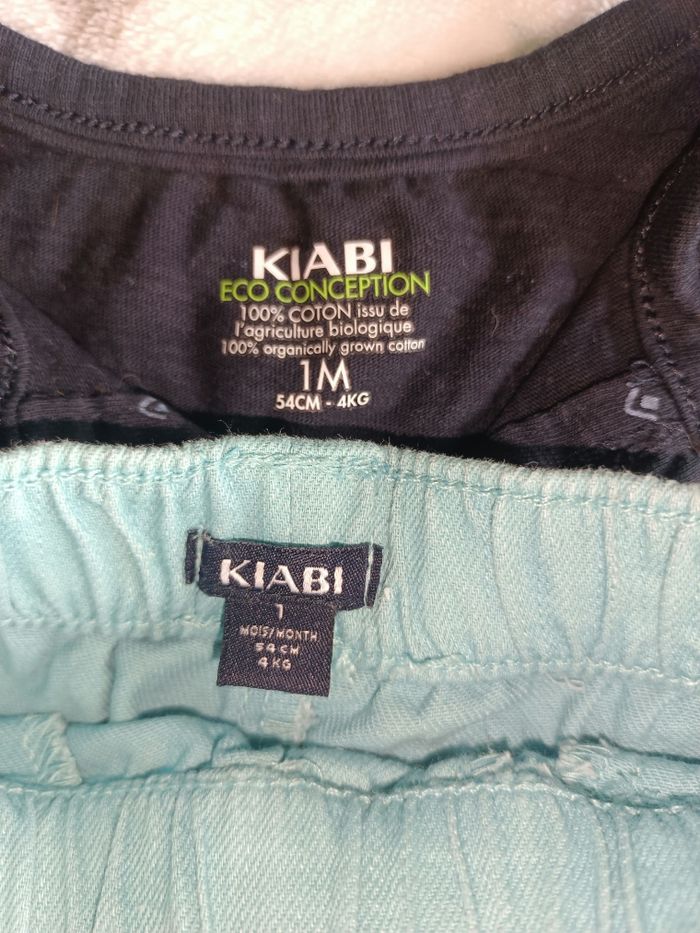 KIABI
ECO CONCEPTION
100% COTON issu de
l'agriculture biologique
100% organically grown cotton
1M
54CM - 4KG
KIABI
1
MOIS/MONTH
54 CM
4 KG